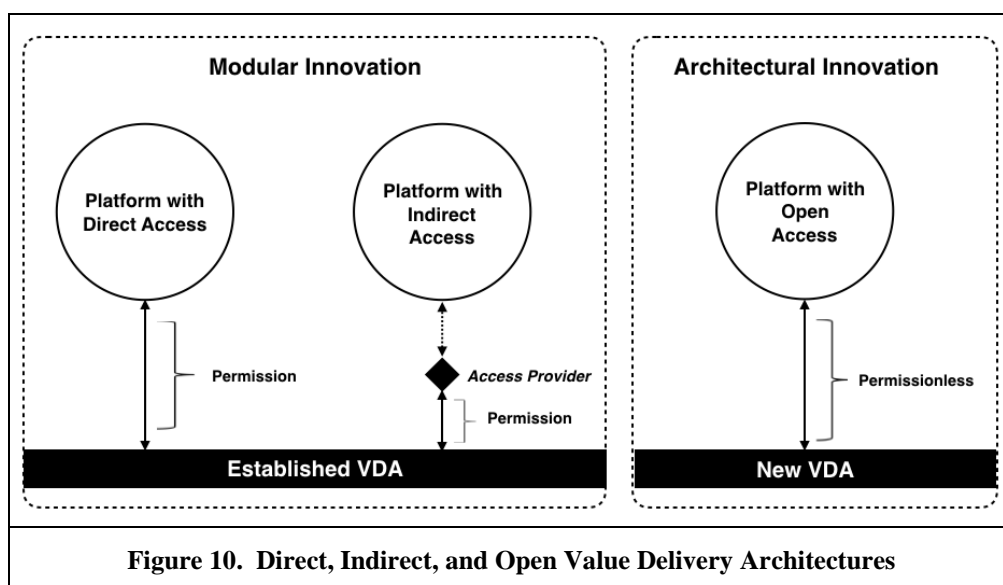 Modular Innovation
Platform with
Direct Access
Permission
Platform with
Indirect
Access
Access Provider
Permission
Established VDA
Architectural Innovation
Platform with
Open
Access
Permissionless
New VDA
Figure 10. Direct, Indirect, and Open Value Delivery Architectures